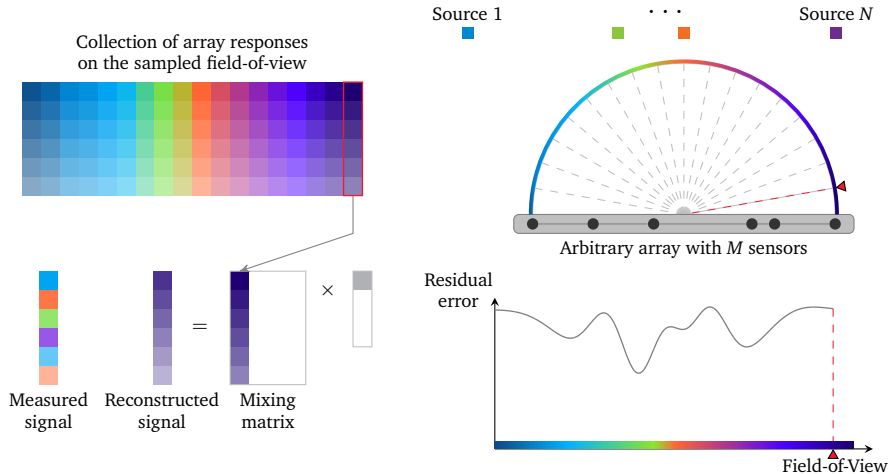 Collection of array responses
on the sampled field-of-view
Source 1
· · ·
Source N
Arbitrary array with M sensors
×
=
Measured
signal
Reconstructed
signal
Mixing
matrix
Residual
error
Field-of-View